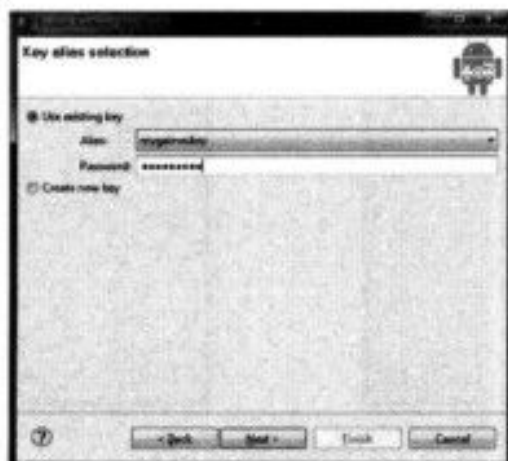 Key alias selection
Use existing key
Alias:
Password:
Create new key
?
< Back
Next >
Finish
Cancel